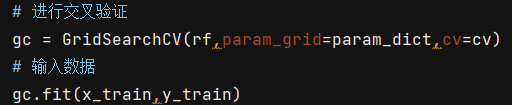 # 进行交叉验证
gc = GridSearchCV(rf,param_grid=param_dict,cv=cv)
# 输入数据
gc.fit(x_train,y_train)